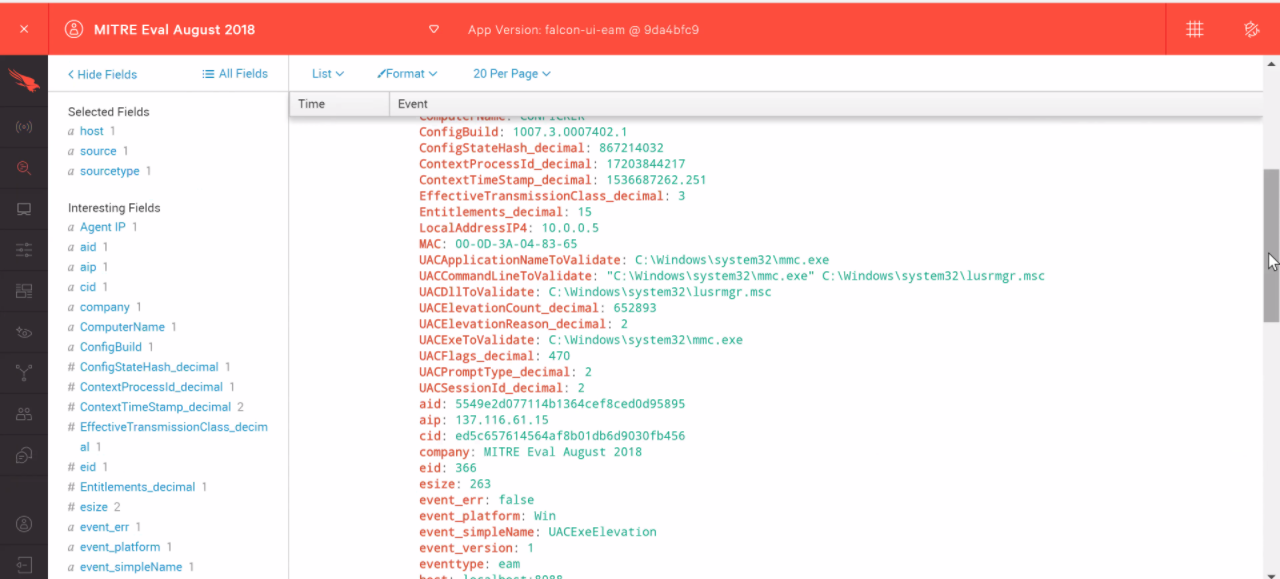 MITRE Eval August 2018
App Version: falcon-ui-eam @ 9da4bfc9
Hide Fields
All Fields
List
Format
20 Per Page
Selected Fields
a host 1
a source 1
a sourcetype 1
Interesting Fields
a Agent IP 1
a aid 1
a aip 1
a cid 1
a company 1
a ComputerName 1
a ConfigBuild 1
# ConfigStateHash_decimal 1
# ContextProcessId_decimal 1
# ContextTimeStamp_decimal 2
# EffectiveTransmissionClass_decim
al 1
# eid 1
# Entitlements_decimal 1
# esize 2
a event_err 1
a event_platform 1
a event_simpleName 1
Time
Event
ComputerName: CONFICKER
ConfigBuild: 1007.3.0007402.1
ConfigStateHash_decimal: 867214032
ContextProcessId_decimal: 17203844217
ContextTimeStamp_decimal: 1536687262.251
EffectiveTransmissionClass_decimal: 3
Entitlements_decimal: 15
LocalAddressIP4: 10.0.0.5
MAC: 00-0D-3A-04-83-65
UACApplicationNameToValidate: C:\Windows\system32\mmc.exe
UACCommandLineToValidate: "C:\Windows\system32\mmc.exe" C:\Windows\system32\lusrmgr.msc
UACDllToValidate: C:\Windows\system32\lusrmgr.msc
UACElevationCount_decimal: 652893
UACElevationReason_decimal: 2
UACExeToValidate: C:\Windows\system32\mmc.exe
UACFlags_decimal: 470
UACPromptType_decimal: 2
UACSessionId_decimal: 2
aid: 5549e2d077114b1364cef8ced0d95895
aip: 137.116.61.15
cid: ed5c657614564af8b01db6d9030fb456
company: MITRE Eval August 2018
eid: 366
esize: 263
event_err: false
event_platform: Win
event_simpleName: UACExeElevation
event_version: 1
eventtype: eam
host: localhost:8088